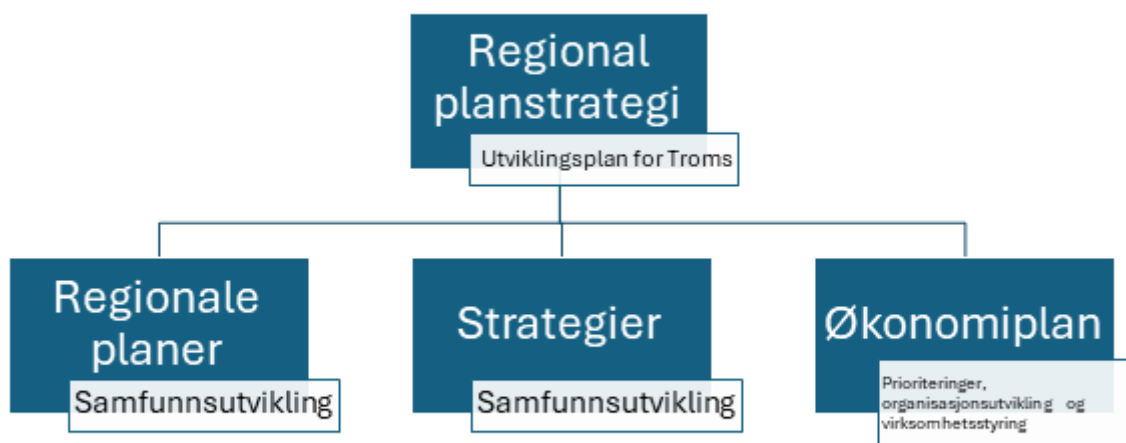 Regional
planstrategi
Utviklingsplan for Troms
Regionale
planer
Samfunnsutvikling
Strategier
Samfunnsutvikling
Økonomiplan
Prioriteringer,
organisasjonsutvikling og
virksomhetsstyring